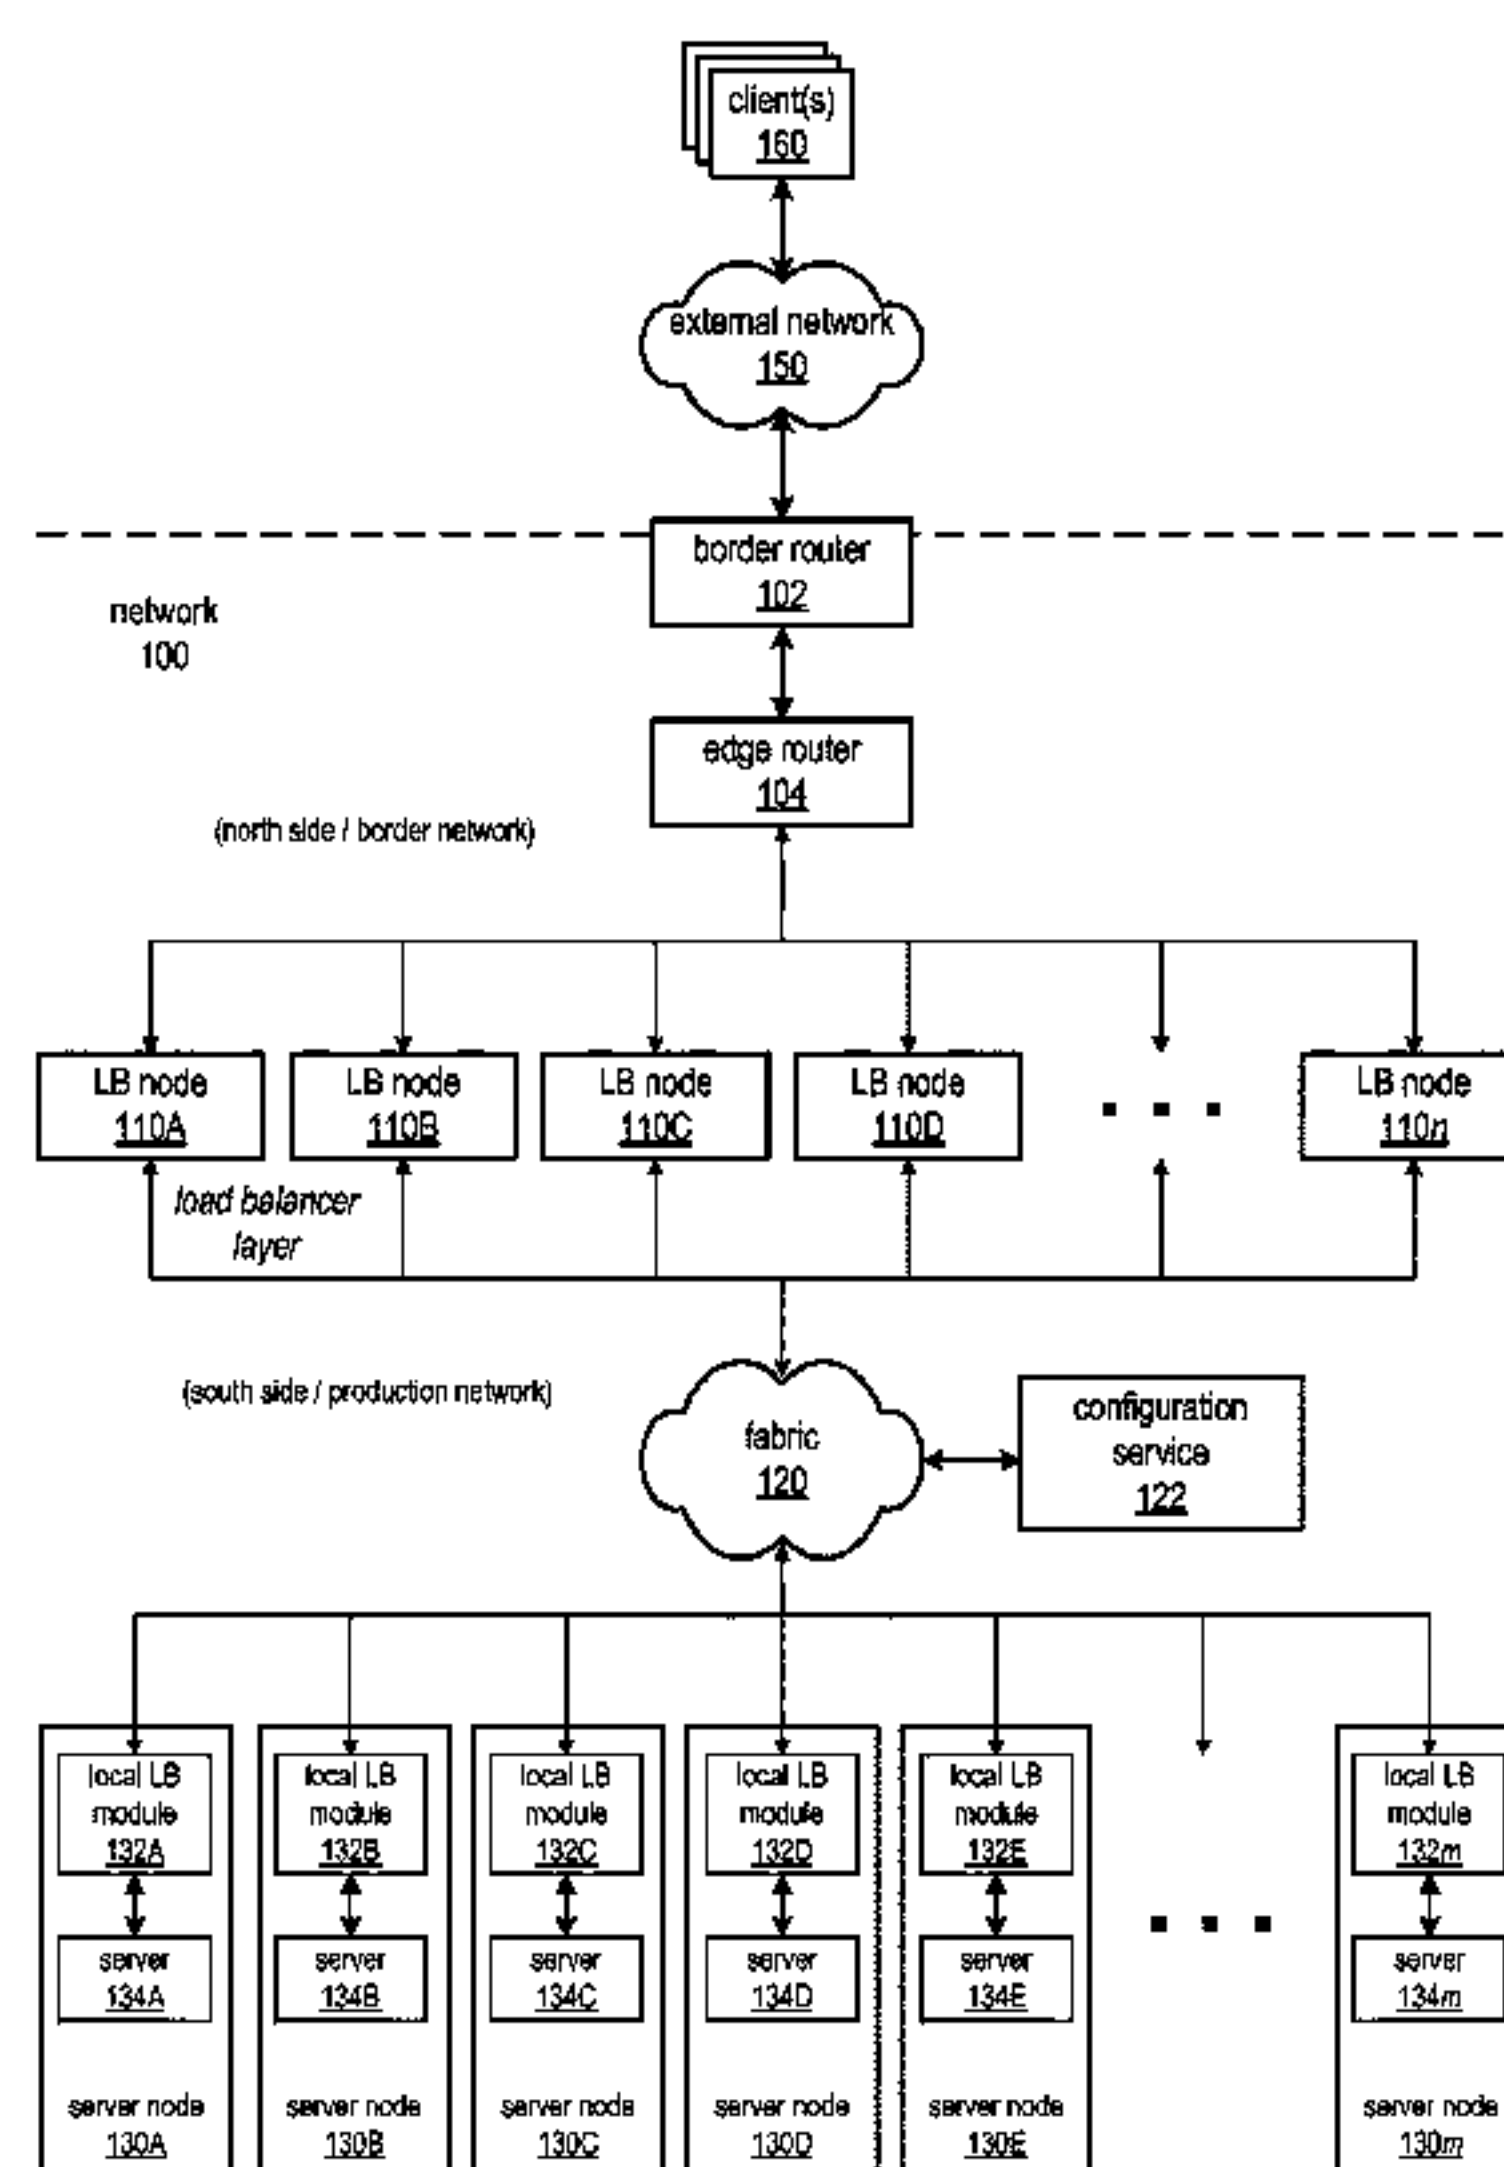 client(s)
160
external network
150
border router
102
network
100
edge router
104
(north side / border network)
LB node
110A
LB node
110B
LB node
110C
LB node
110D
LB node
110n
load balancer
layer
(south side / production network)
fabric
120
configuration
service
122
local LB
module
132A
local LB
module
132B
local LB
module
132C
local LB
module
132D
local LB
module
132E
local LB
module
132m
server
134A
server
134B
server
134C
server
134D
server
134E
server
134m
server node
130A
server node
130B
server node
130C
server node
130D
server node
130E
server node
130m